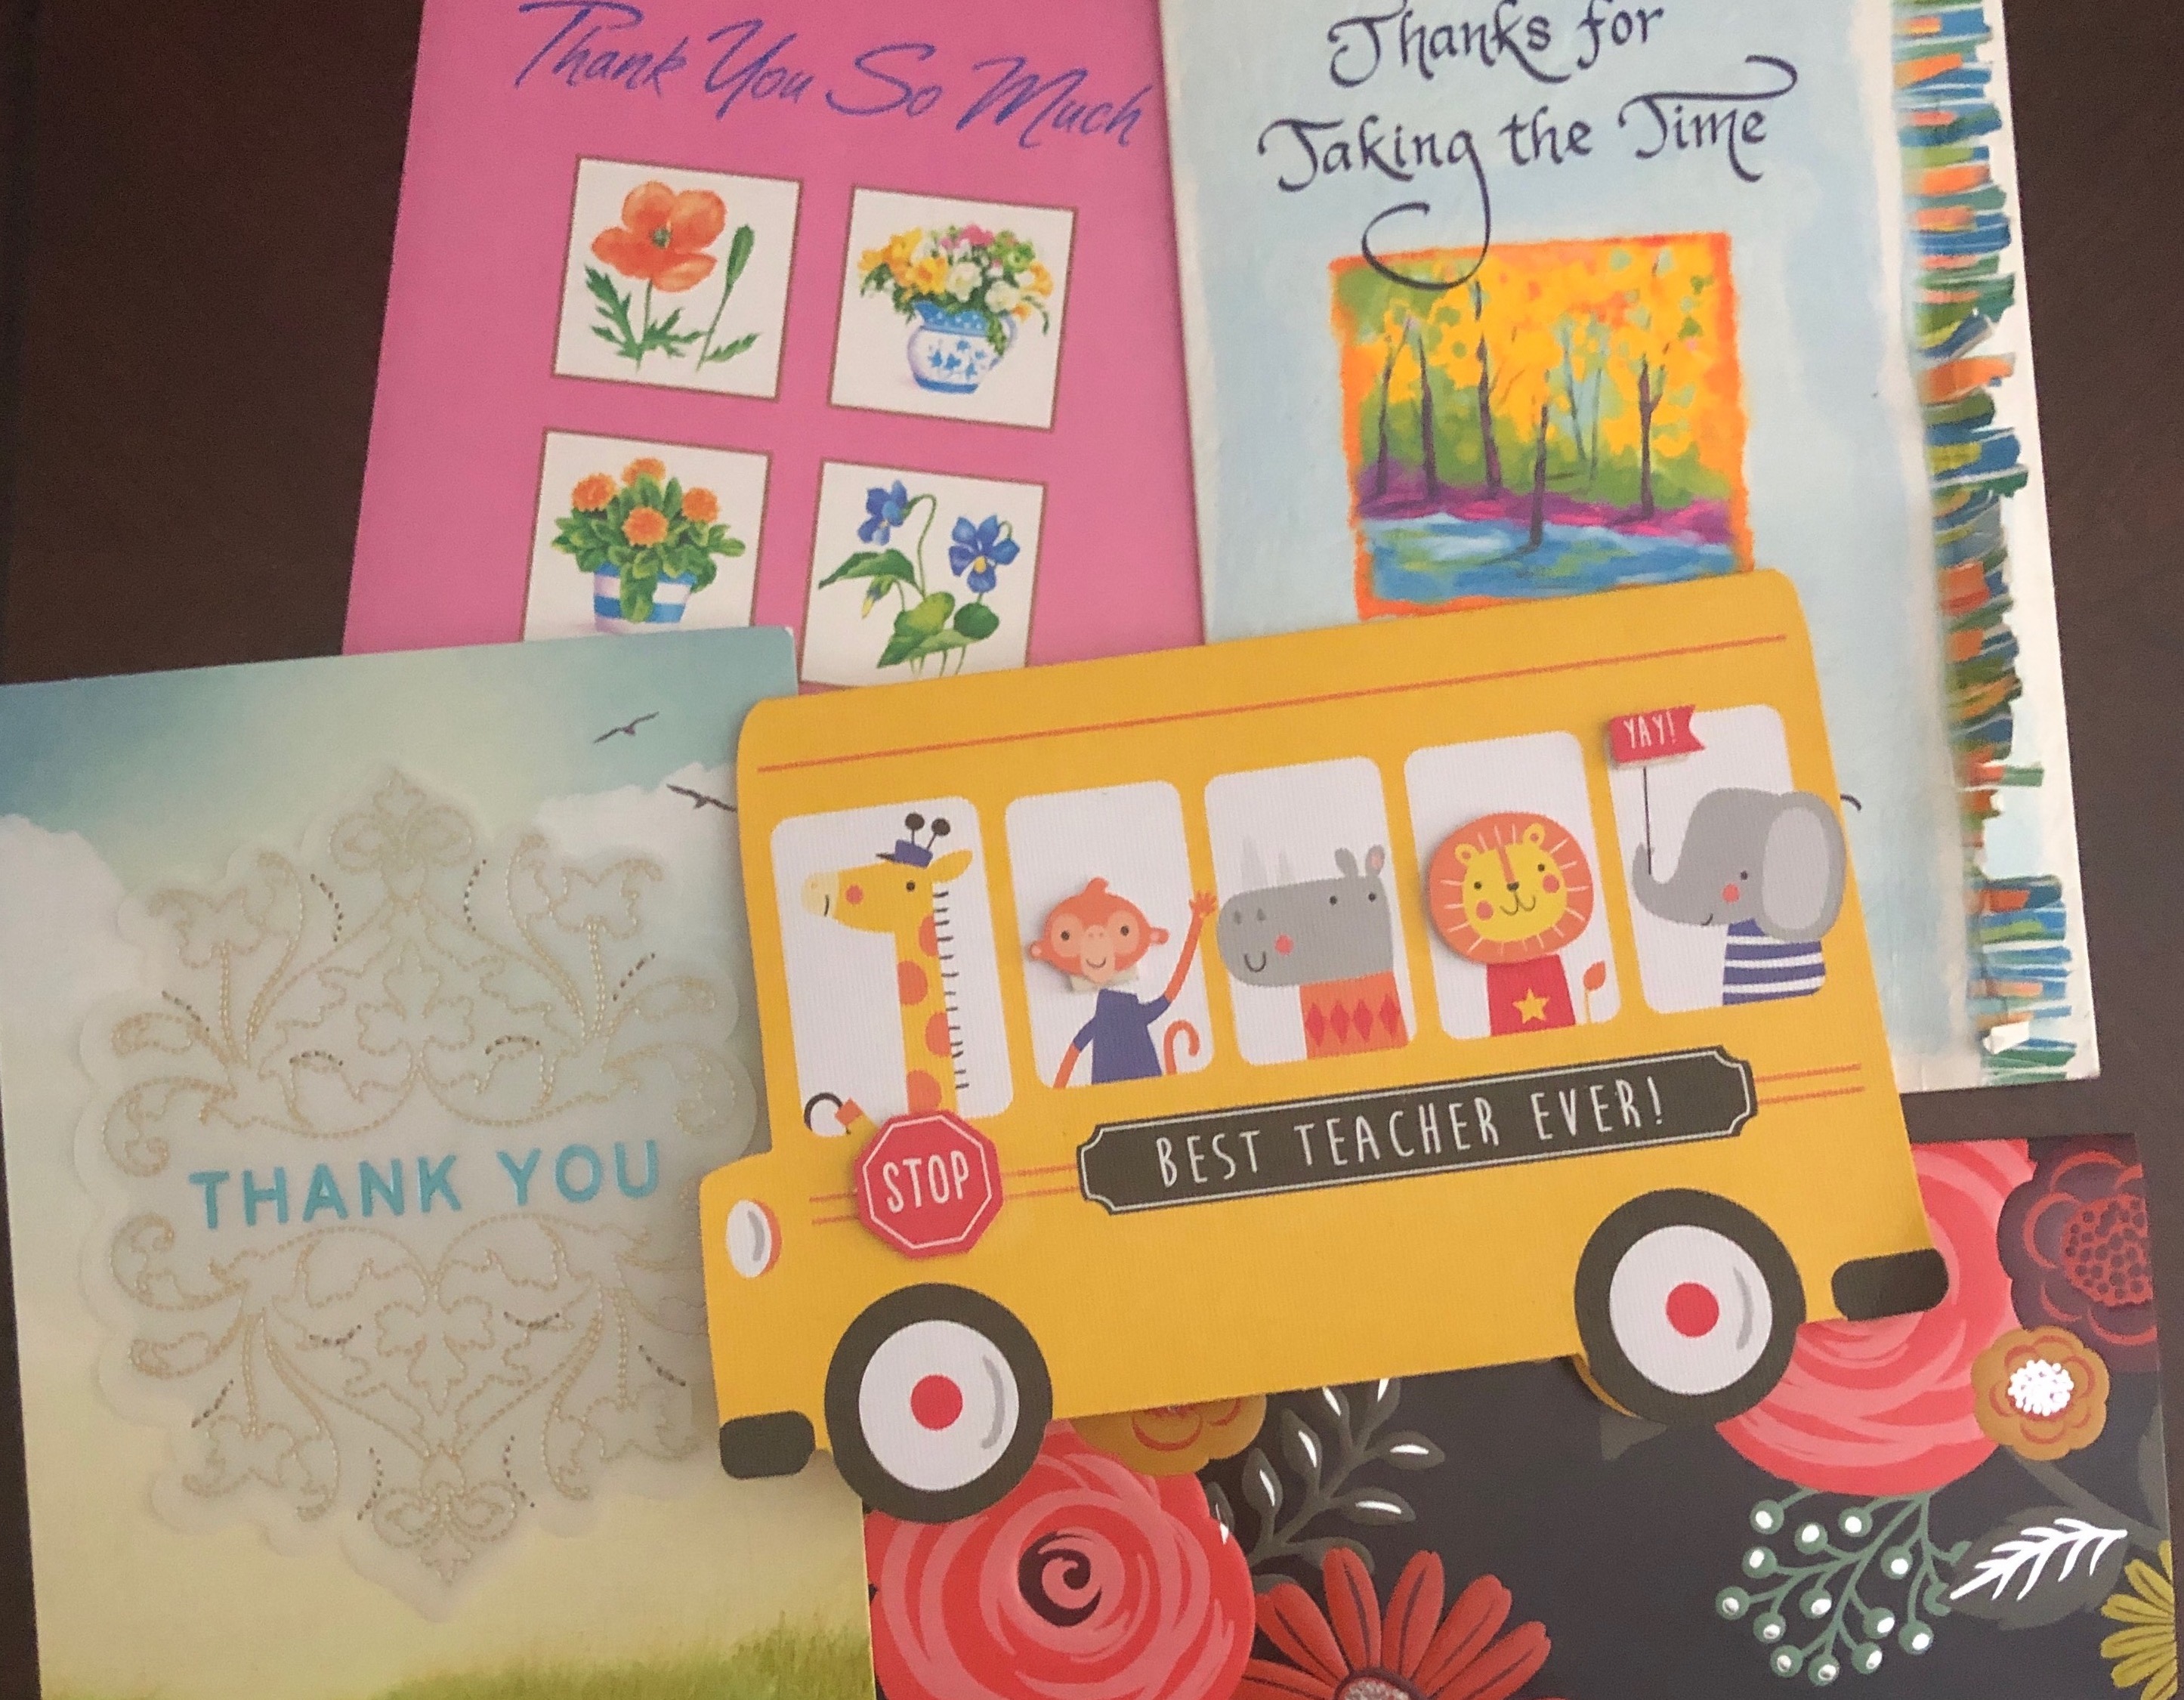 Thank You So Much
Thanks for
Taking the Time
YAY!
BEST TEACHER EVER!
STOP
THANK YOU